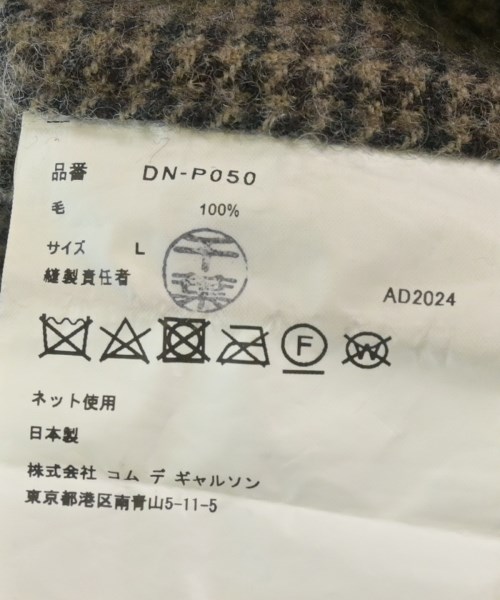 品番 DN-P050
毛 100%
サイズ L
縫製責任者 千葉
AD2024
F
W
ネット使用
日本製
株式会社 コム デ ギャルソン
東京都港区南青山5-11-5